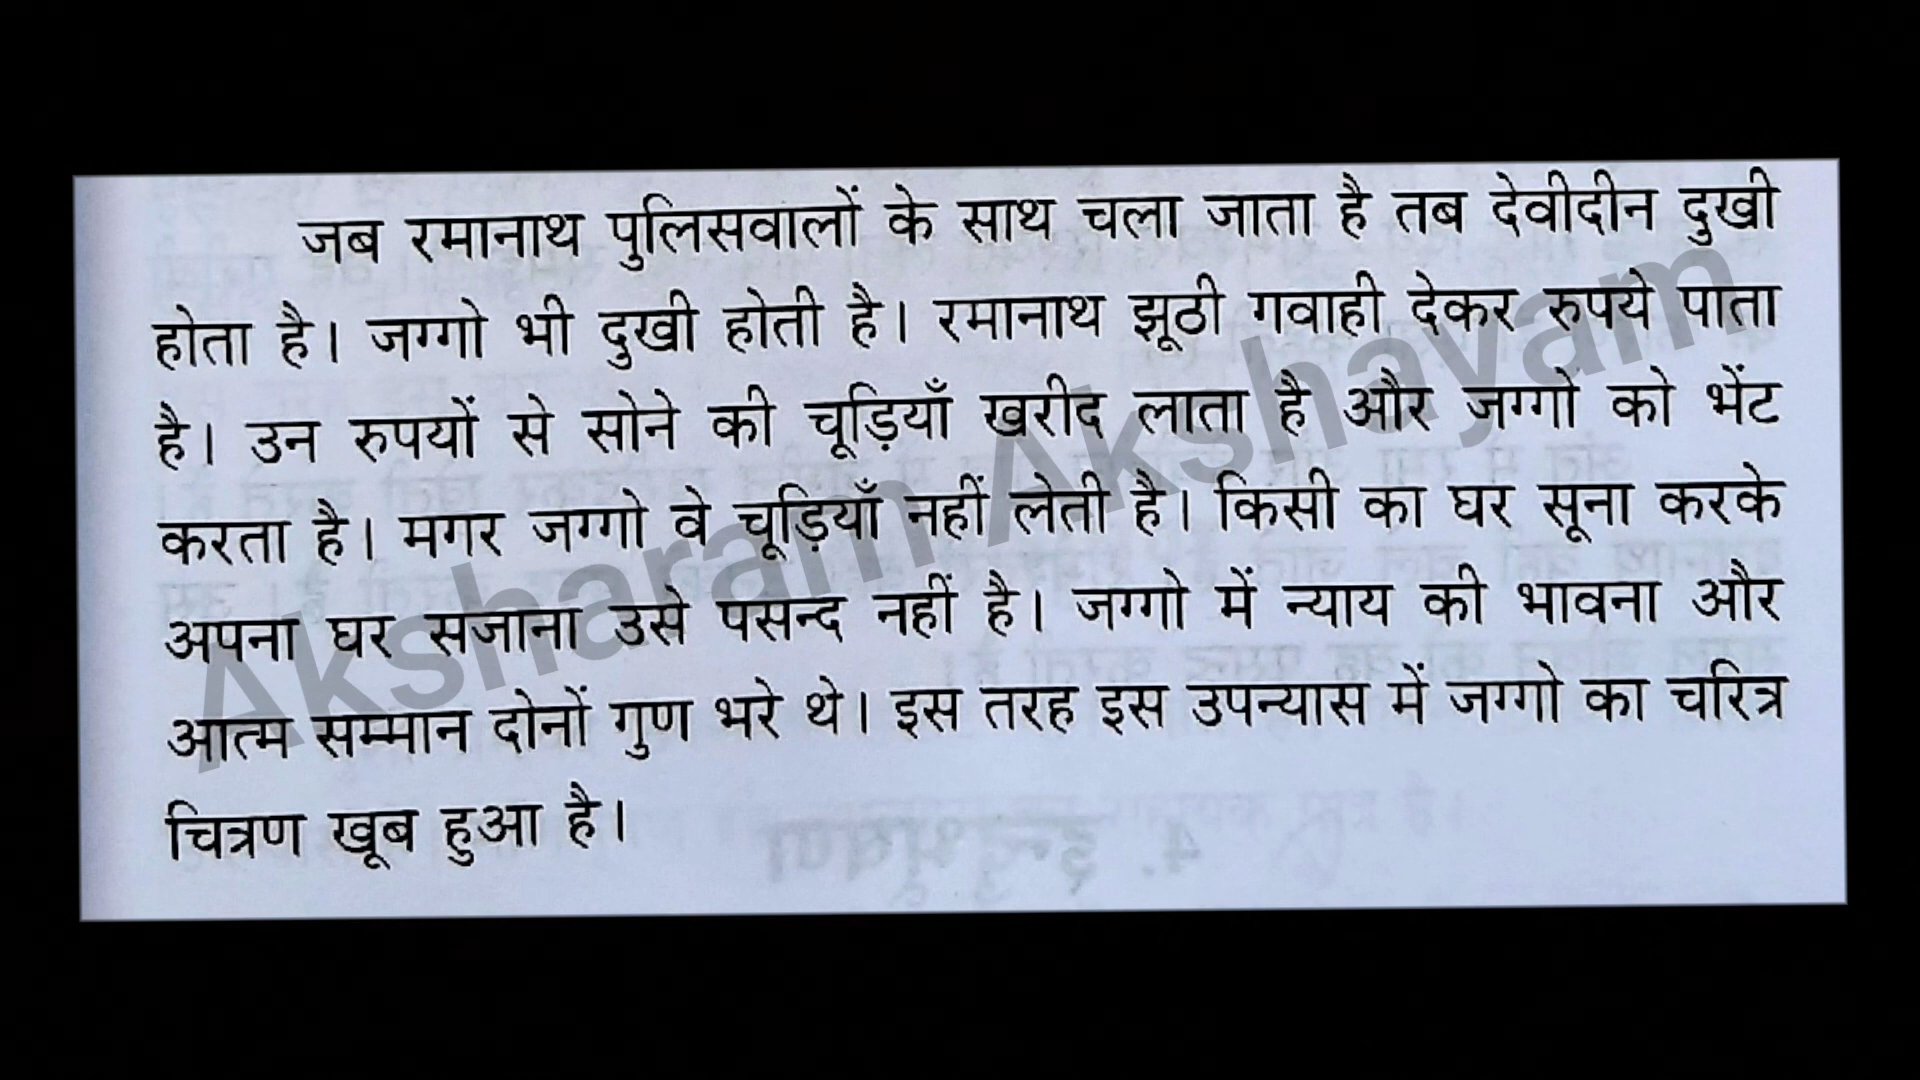 जब रमानाथ पुलिसवालों के साथ चला जाता है तब देवीदीन दुखी
होता है। जग्गो भी दुखी होती है। रमानाथ झूठी गवाही देकर रुपये पाता
है। उन रुपयों से सोने की चूड़ियाँ ख़रीद लाता है और जग्गो को भेंट
करता है। मगर जग्गो वे चूड़ियाँ नहीं लेती है। किसी का घर सूना करके
अपना घर सजाना उसे पसन्द नहीं है। जग्गो में न्याय की भावना और
आत्म सम्मान दोनों गुण भरे थे। इस तरह इस उपन्यास में जग्गो का चरित्र
चित्रण खूब हुआ है।
Aksharam Akshayam